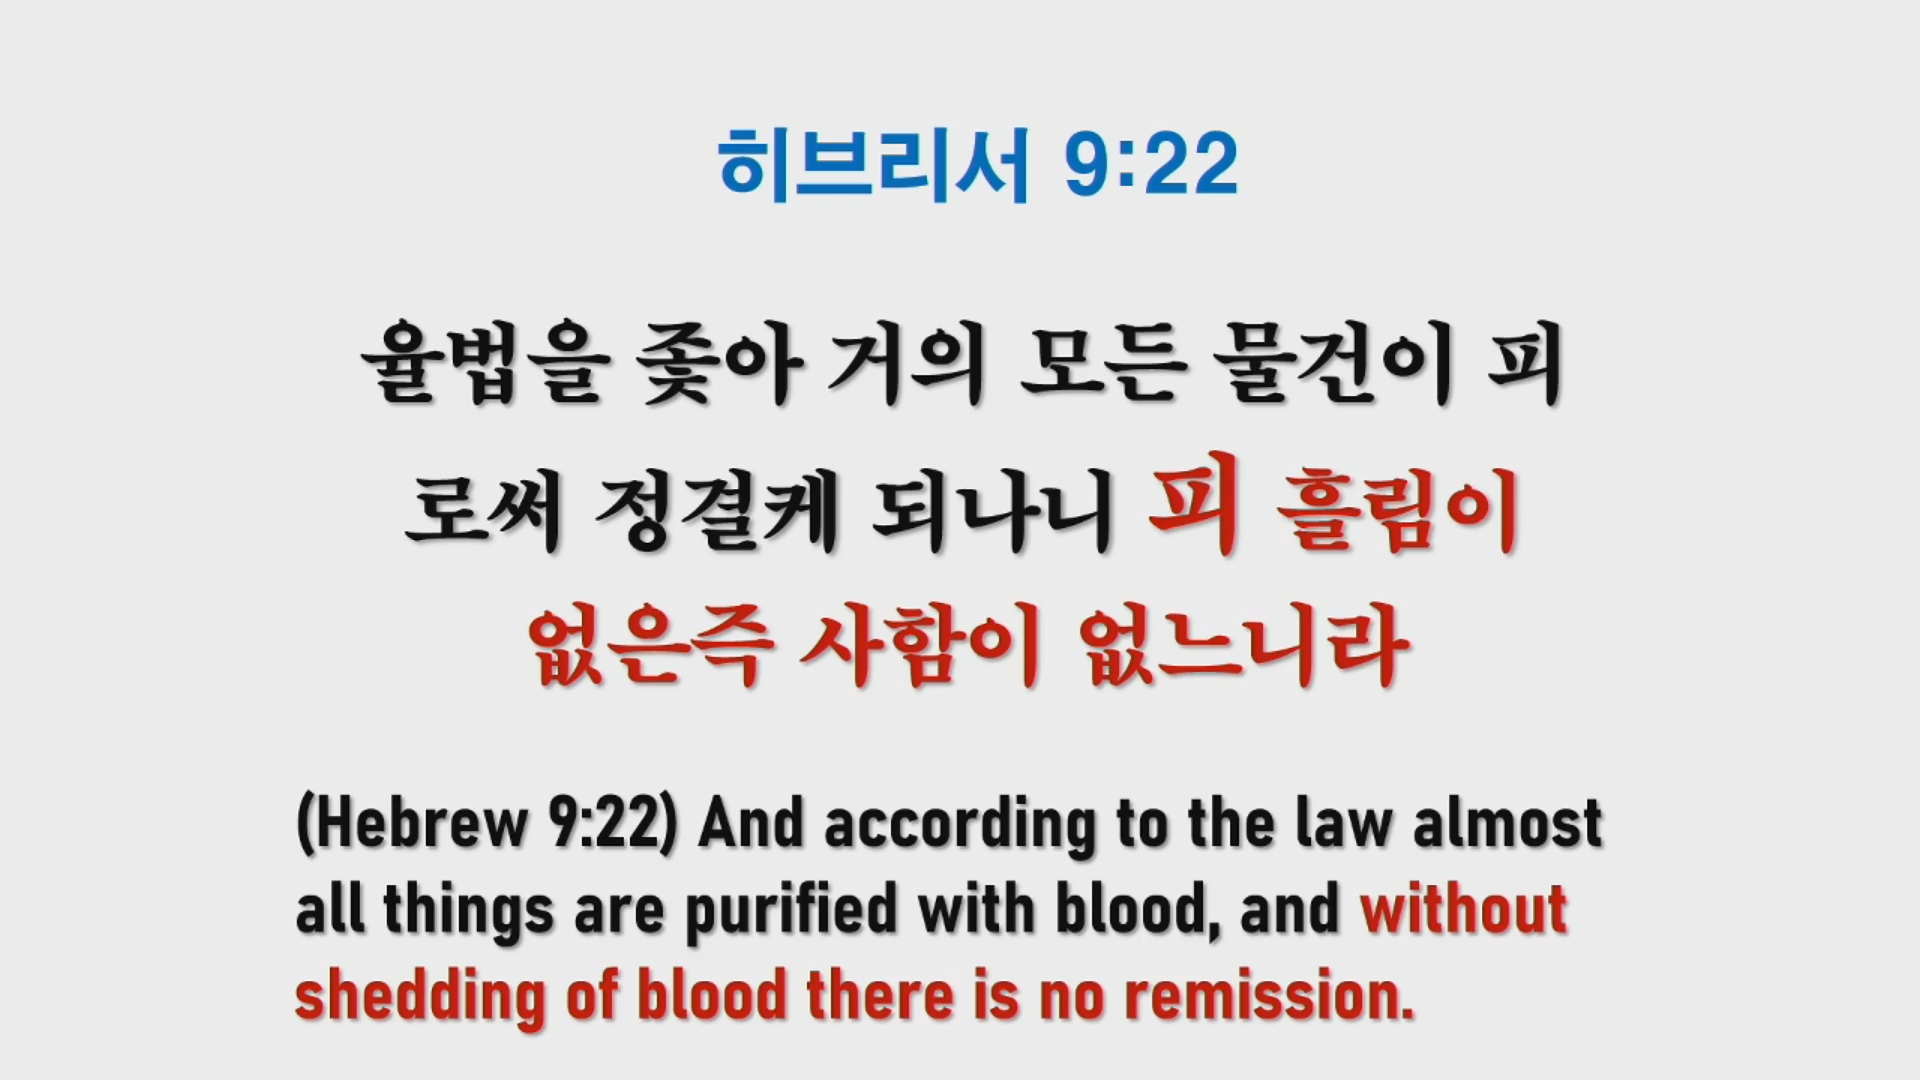 히브리서 9:22
율법을 좇아 거의 모든 물건이 피
로써 정결케 되나니 피 흘림이
없은즉 사함이 없느니라
(Hebrew 9:22) And according to the law almost
all things are purified with blood, and without
shedding of blood there is no remission.